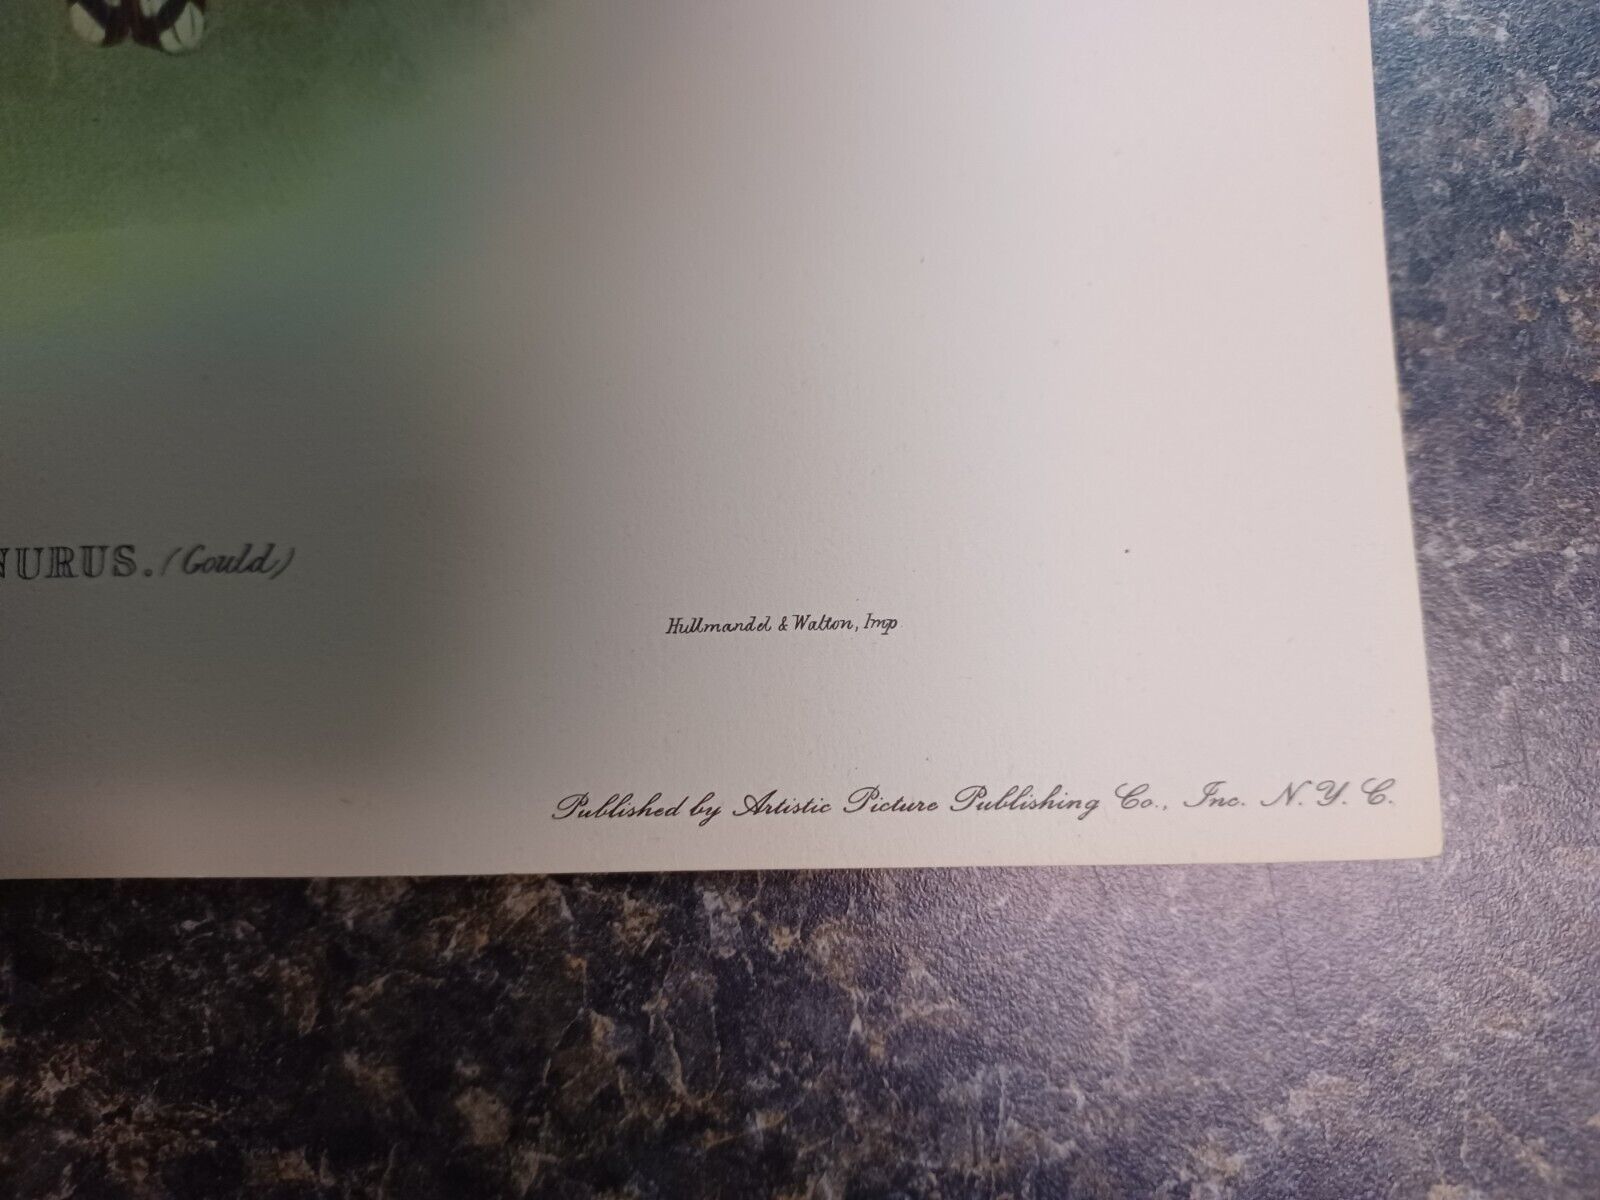 NURUS. (Gould)
Hullmandel & Walton, Imp
Published by Artistic Picture Publishing Co., Inc. N. Y. C.